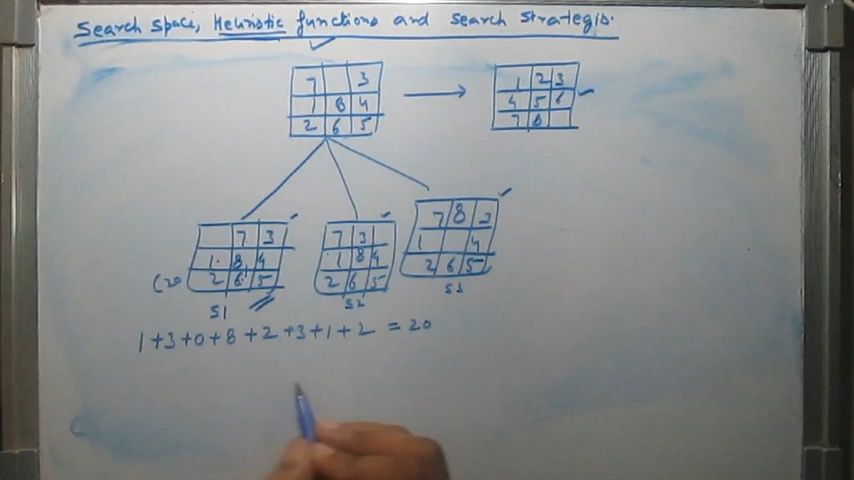 Search Space, Heuristic functions and Search Strategis.
7 3
1 8 4
2 6 5
1 2 3
4 5 6
7 8
7 3
1 8 4
2 6 5
S1
(20
7 3
1 8 4
2 6 5
S2
7 8 3
1 4
2 6 5
S3
1+3+0+8+2+3+1+2 = 20